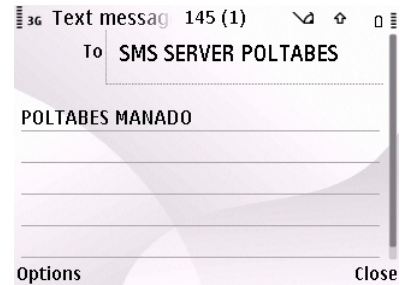 3G Text messag 145 (1)
To SMS SERVER POLTABES
POLTABES MANADO
Options Close